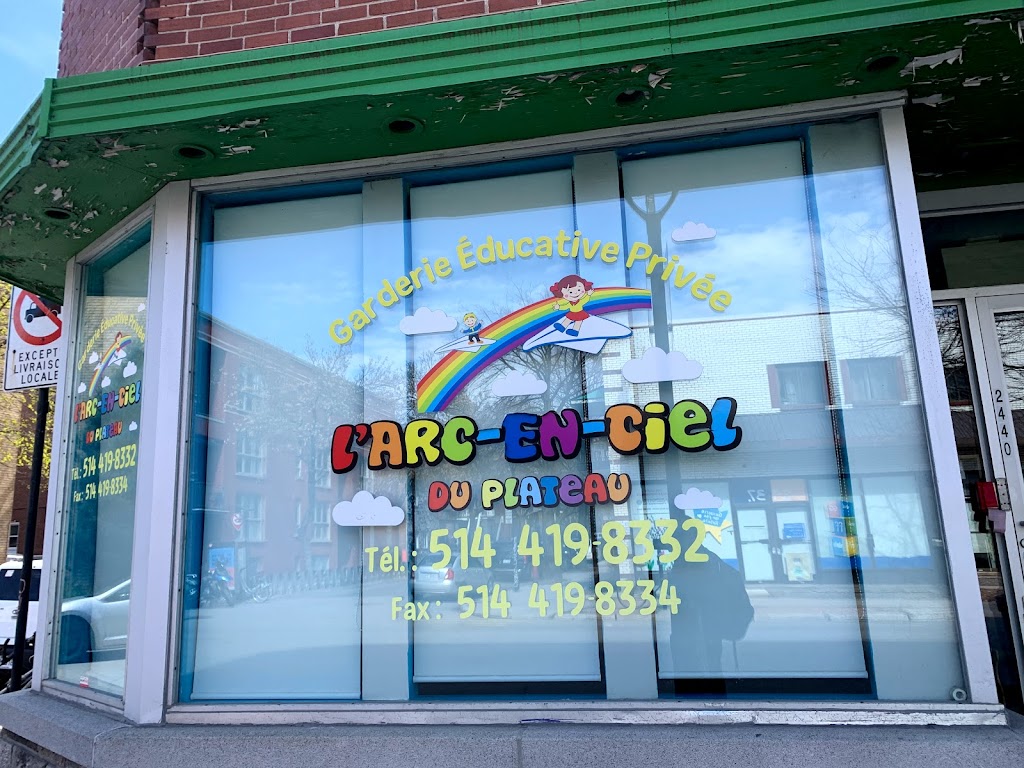 Garderie Éducative Privée
L'ARC-EN-CIEL
DU PLATEAU
Tél.: 514 419-8332
Fax: 514 419-8334
Garderie Éducative Privée
L'ARC-EN-CIEL
DU PLATEAU
Tél.: 514 419-8332
Fax: 514 419-8334
EXCEPT
LIVRAISO
LOCALE
2440